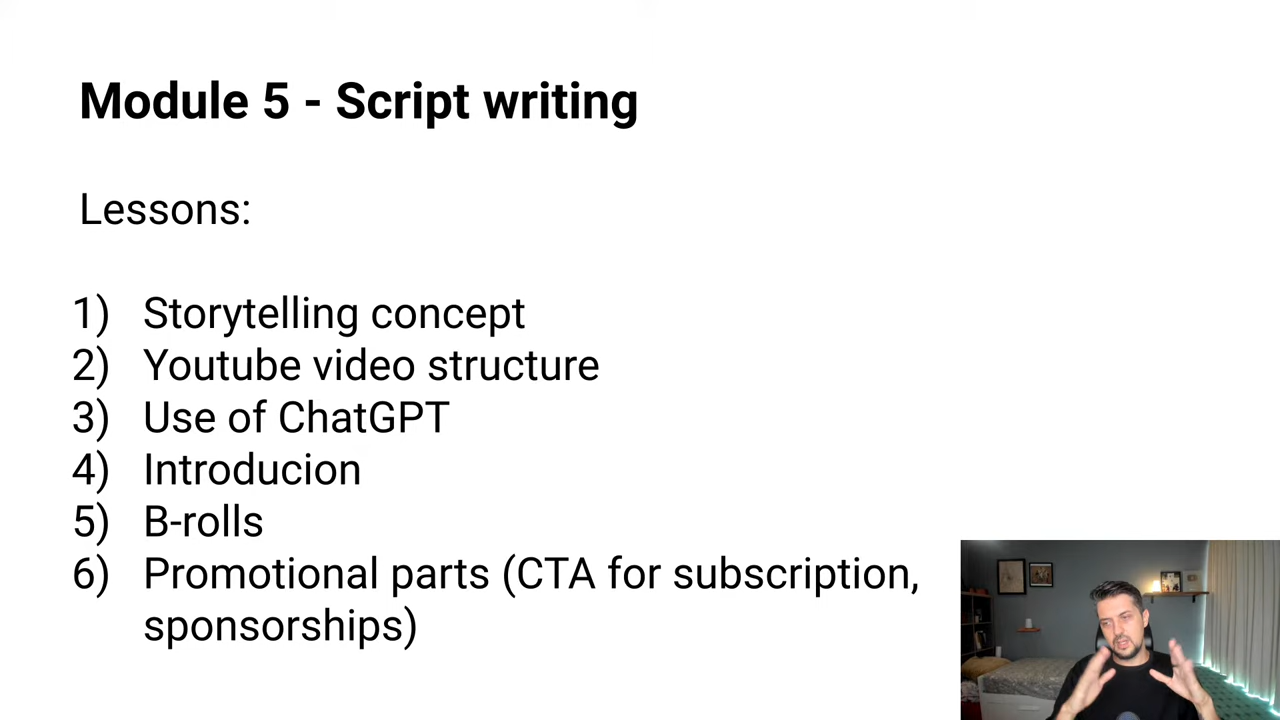 Module 5 - Script writing
Lessons:
1) Storytelling concept
2) Youtube video structure
3) Use of ChatGPT
4) Introducion
5) B-rolls
6) Promotional parts (CTA for subscription,
sponsorships)